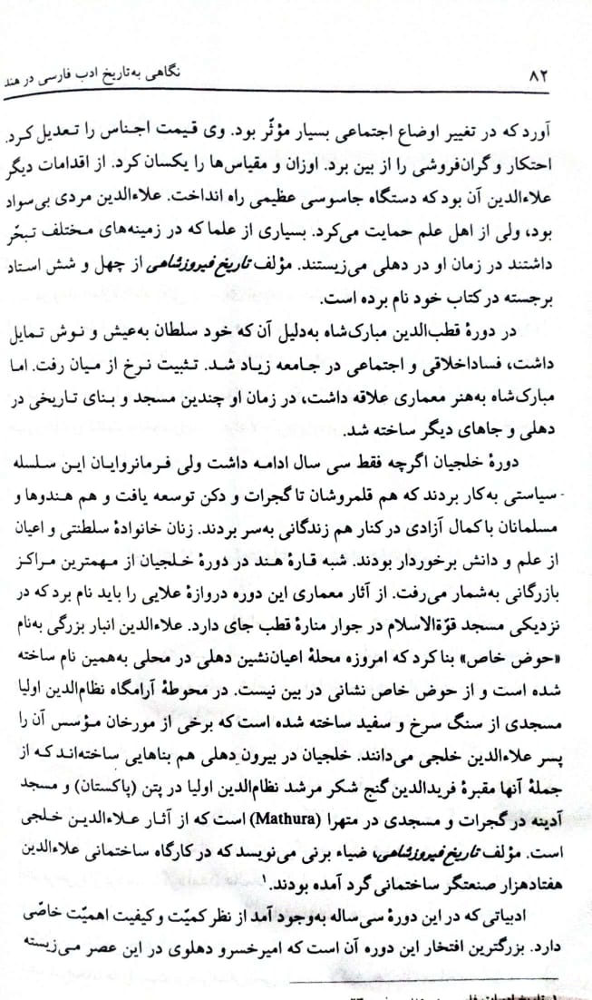 ۸۲
نگاهی به تاریخ ادب فارسی در هند
آورد که در تغییر اوضاع اجتماعی بسیار مؤثّر بود. وی قیمت اجناس را تعدیل کرد.
احتکار و گران‌فروشی را از بین برد. اوزان و مقیاس‌ها را یکسان کرد. از اقدامات دیگر
علاءالدین آن بود که دستگاه جاسوسی عظیمی راه انداخت. علاءالدین مردی بی‌سواد
بود، ولی از اهل علم حمایت می‌کرد. بسیاری از علما که در زمینه‌های مختلف تبحّر
داشتند در زمان او در دهلی می‌زیستند. مؤلف تاریخ فیروزشاهی از چهل و شش استاد
برجسته در کتاب خود نام برده است.
در دورهٔ قطب‌الدین مبارک‌شاه به‌دلیل آن که خود سلطان به‌عیش و نوش تمایل
داشت، فساداخلاقی و اجتماعی در جامعه زیاد شد. تثبیت نرخ از میان رفت. اما
مبارک‌شاه به‌هنر معماری علاقه داشت، در زمان او چندین مسجد و بنای تاریخی در
دهلی و جاهای دیگر ساخته شد.
دورهٔ خلجیان اگرچه فقط سی سال ادامه داشت ولی فرمانروایان این سلسله
سیاستی به‌کار بردند که هم قلمروشان تا گجرات و دکن توسعه یافت و هم هندوها و
مسلمانان با کمال آزادی در کنار هم زندگانی به‌سر بردند. زنان خانوادهٔ سلطنتی و اعیان
از علم و دانش برخوردار بودند. شبه قارهٔ هند در دورهٔ خلجیان از مهمترین مراکز
بازرگانی به‌شمار می‌رفت. از آثار معماری این دوره دروازهٔ علایی را باید نام برد که در
نزدیکی مسجد قوّةالاسلام در جوار منارهٔ قطب جای دارد. علاءالدین انبار بزرگی به‌نام
«حوض خاص» بنا کرد که امروزه محلهٔ اعیان‌نشین دهلی در محلی به‌همین نام ساخته
شده است و از حوض خاص نشانی در بین نیست. در محوطهٔ آرامگاه نظام‌الدین اولیا
مسجدی از سنگ سرخ و سفید ساخته شده است که برخی از مورخان مؤسس آن را
پسر علاءالدین خلجی می‌دانند. خلجیان در بیرون دهلی هم بناهایی ساخته‌اند که از
جملهٔ آنها مقبرهٔ فریدالدین گنج شکر مرشد نظام‌الدین اولیا در پتن (پاکستان) و مسجد
آدینه در گجرات و مسجدی در متهرا (Mathura) است که از آثار علاءالدین خلجی
است. مؤلف تاریخ فیروزشاهی، ضیاء برنی می‌نویسد که در کارگاه ساختمانی علاءالدین
هفتادهزار صنعتگر ساختمانی گرد آمده بودند.۱
ادبیاتی که در این دورهٔ سی‌ساله به‌وجود آمد از نظر کمیّت و کیفیت اهمیّت خاصّی
دارد. بزرگترین افتخار این دوره آن است که امیرخسرو دهلوی در این عصر می‌زیسته